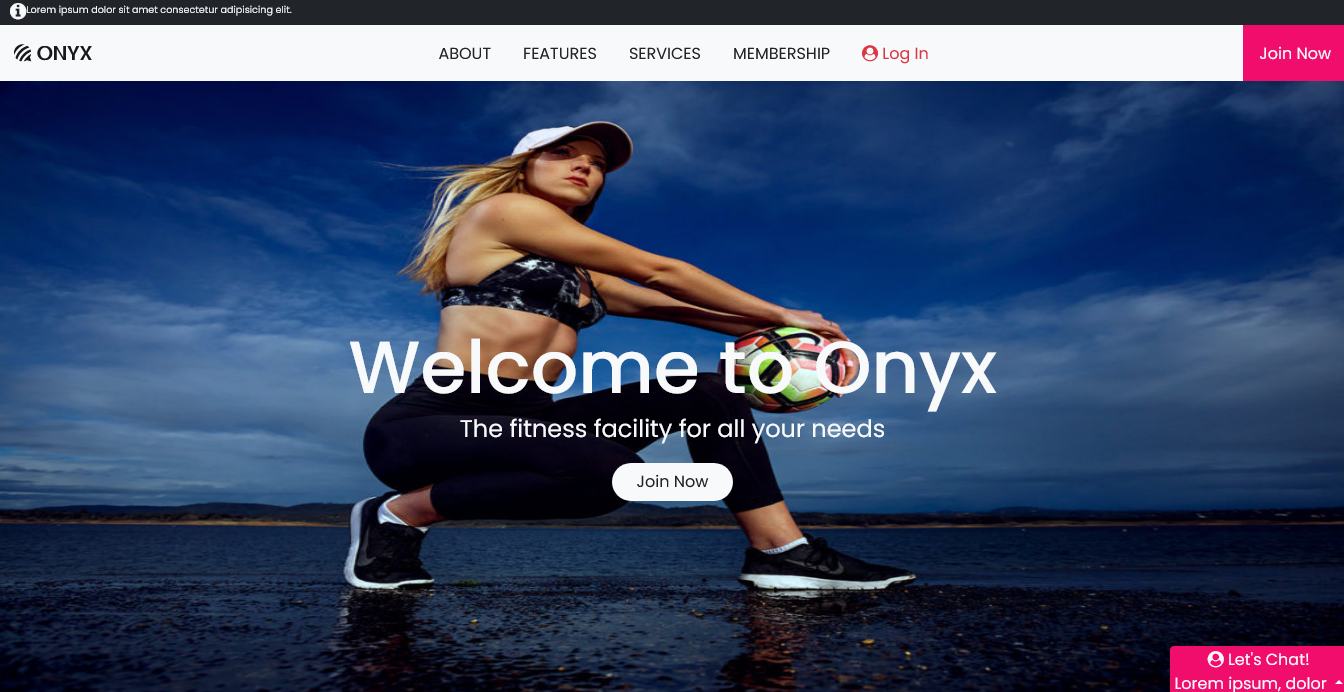 Lorem ipsum dolor sit amet consectetur adipisicing elit.
ONYX ABOUT FEATURES SERVICES MEMBERSHIP Log In Join Now
Welcome to Onyx
The fitness facility for all your needs
Join Now
Let's Chat!
Lorem ipsum, dolor